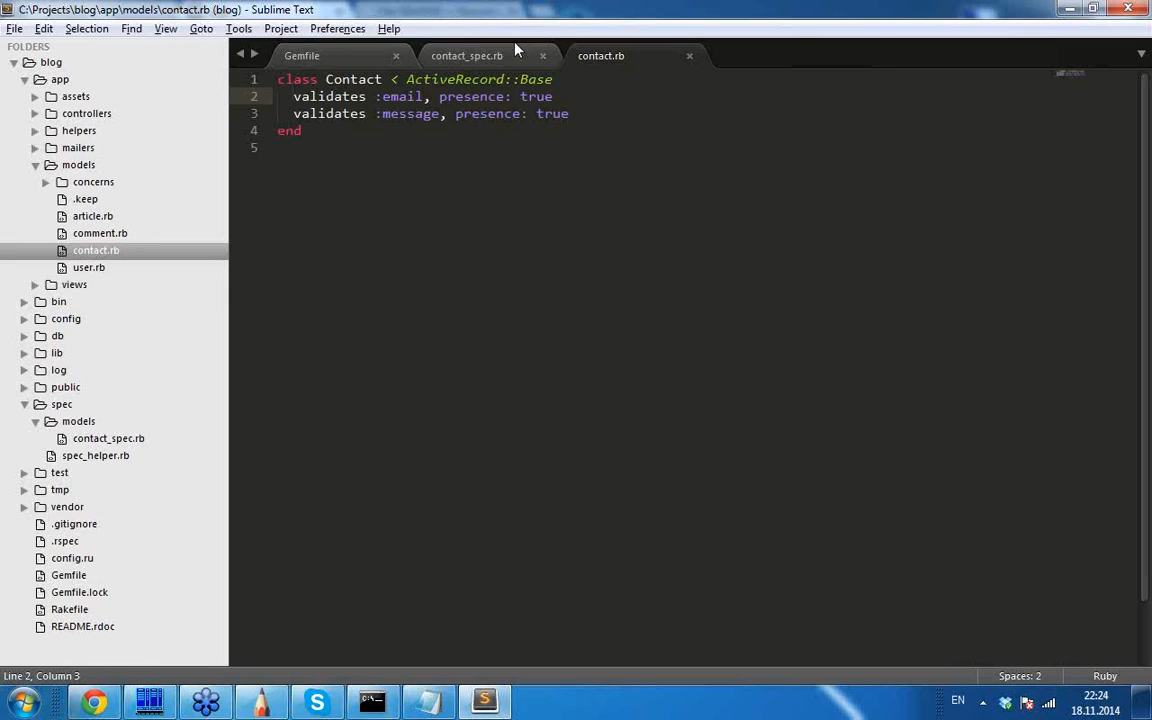 C:\Projects\blog\app\models\contact.rb (blog) - Sublime Text
File Edit Selection Find View Goto Tools Project Preferences Help
FOLDERS
blog
app
assets
controllers
helpers
mailers
models
concerns
.keep
article.rb
comment.rb
contact.rb
user.rb
views
bin
config
db
lib
log
public
spec
models
contact_spec.rb
spec_helper.rb
test
tmp
vendor
.gitignore
.rspec
config.ru
Gemfile
Gemfile.lock
Rakefile
README.rdoc
Gemfile contact_spec.rb contact.rb
1 class Contact < ActiveRecord::Base
2 validates :email, presence: true
3 validates :message, presence: true
4 end
5
Line 2, Column 3 Spaces: 2 Ruby
EN 22:24
18.11.2014